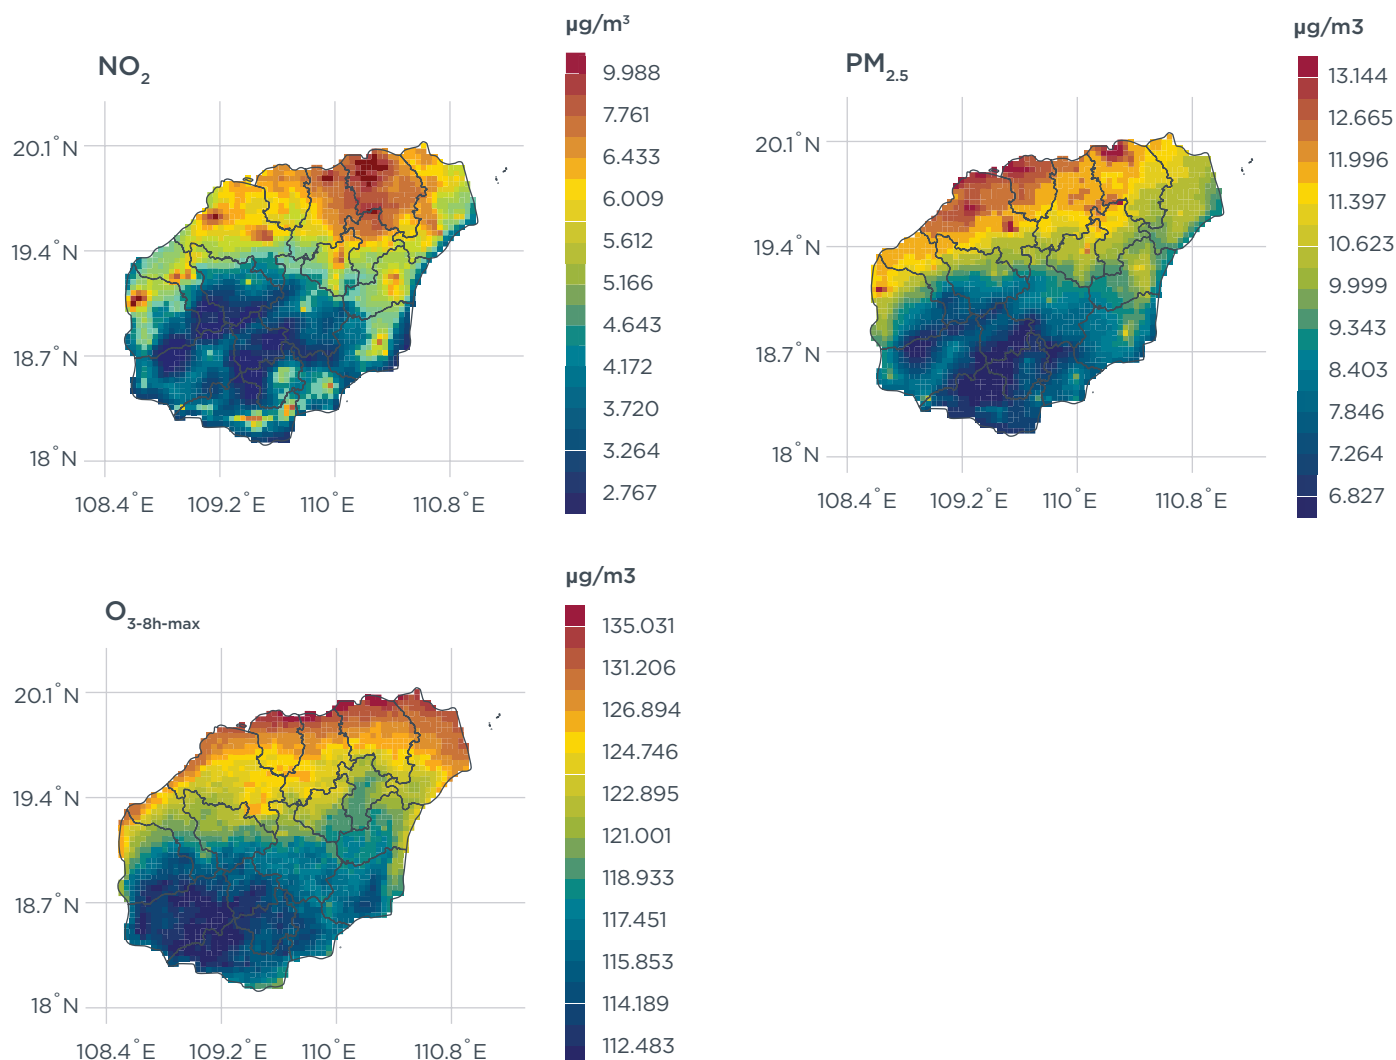 NO2
µg/m³
9.988
7.761
6.433
6.009
5.612
5.166
4.643
4.172
3.720
3.264
2.767
20.1°N
19.4°N
18.7°N
18°N
108.4°E 109.2°E 110°E 110.8°E
PM2.5
µg/m3
13.144
12.665
11.996
11.397
10.623
9.999
9.343
8.403
7.846
7.264
6.827
20.1°N
19.4°N
18.7°N
18°N
108.4°E 109.2°E 110°E 110.8°E
O3-8h-max
µg/m3
135.031
131.206
126.894
124.746
122.895
121.001
118.933
117.451
115.853
114.189
112.483
20.1°N
19.4°N
18.7°N
18°N
108.4°E 109.2°E 110°E 110.8°E